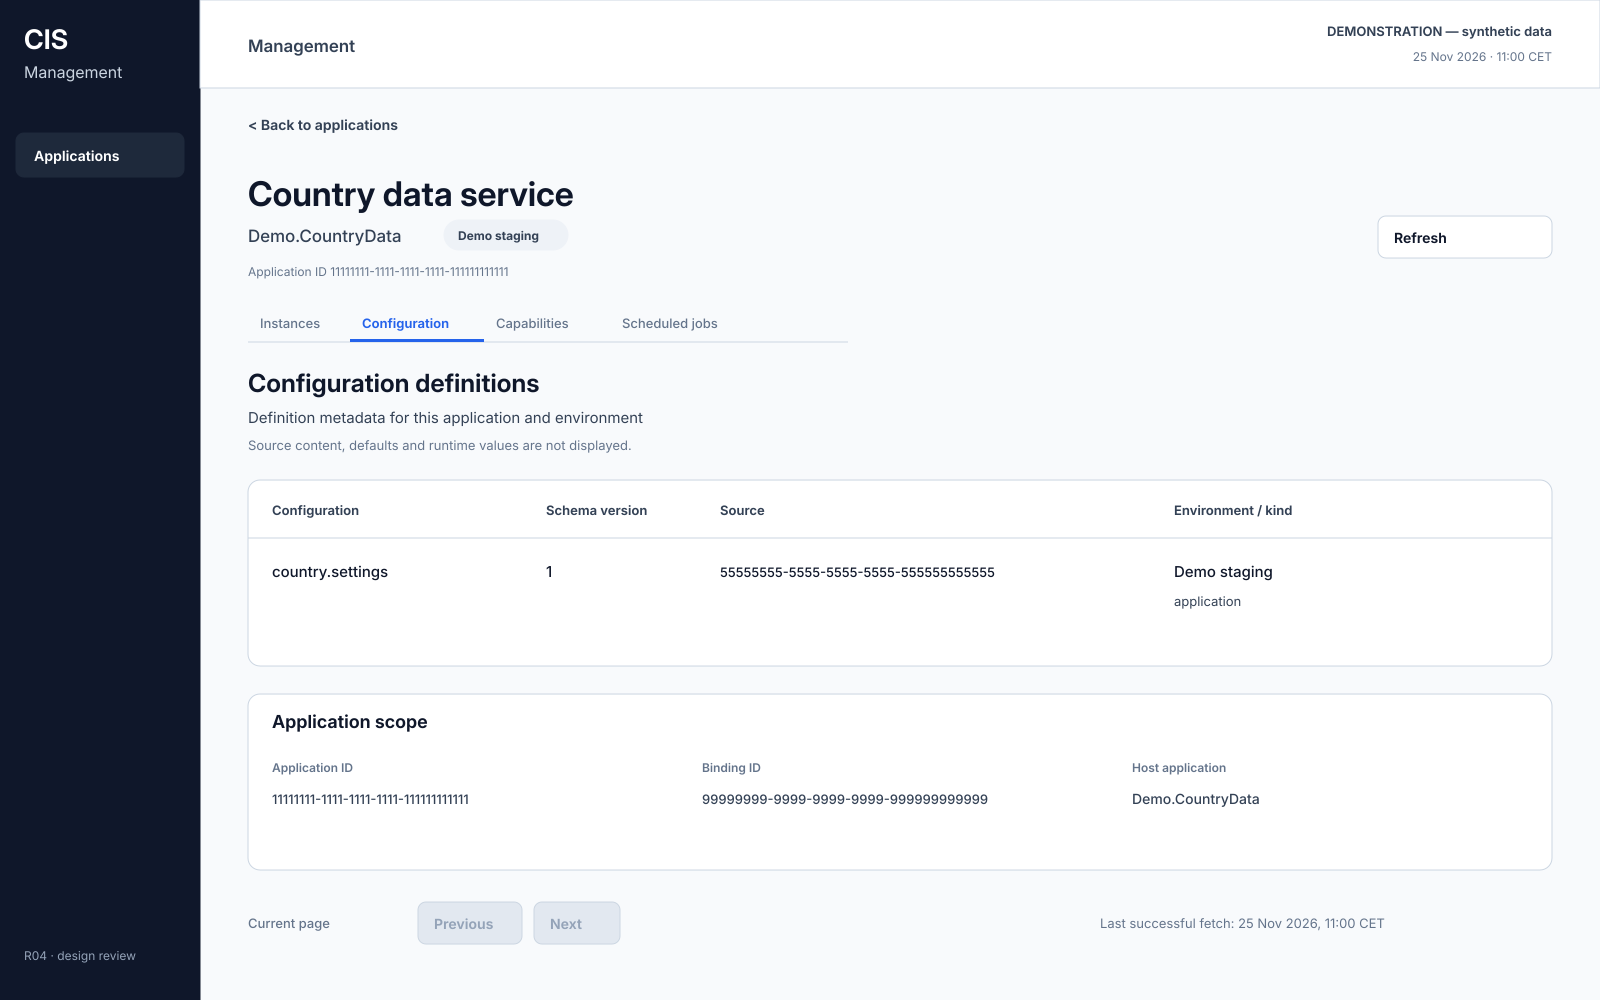 CIS
Management
Applications
R04 · design review
Management
DEMONSTRATION — synthetic data
25 Nov 2026 · 11:00 CET
< Back to applications
Country data service
Demo.CountryData
Demo staging
Application ID 11111111-1111-1111-1111-111111111111
Refresh
Instances
Configuration
Capabilities
Scheduled jobs
Configuration definitions
Definition metadata for this application and environment
Source content, defaults and runtime values are not displayed.
Configuration
Schema version
Source
Environment / kind
country.settings
1
55555555-5555-5555-5555-555555555555
Demo staging
application
Application scope
Application ID
Binding ID
Host application
11111111-1111-1111-1111-111111111111
99999999-9999-9999-9999-999999999999
Demo.CountryData
Current page
Previous
Next
Last successful fetch: 25 Nov 2026, 11:00 CET